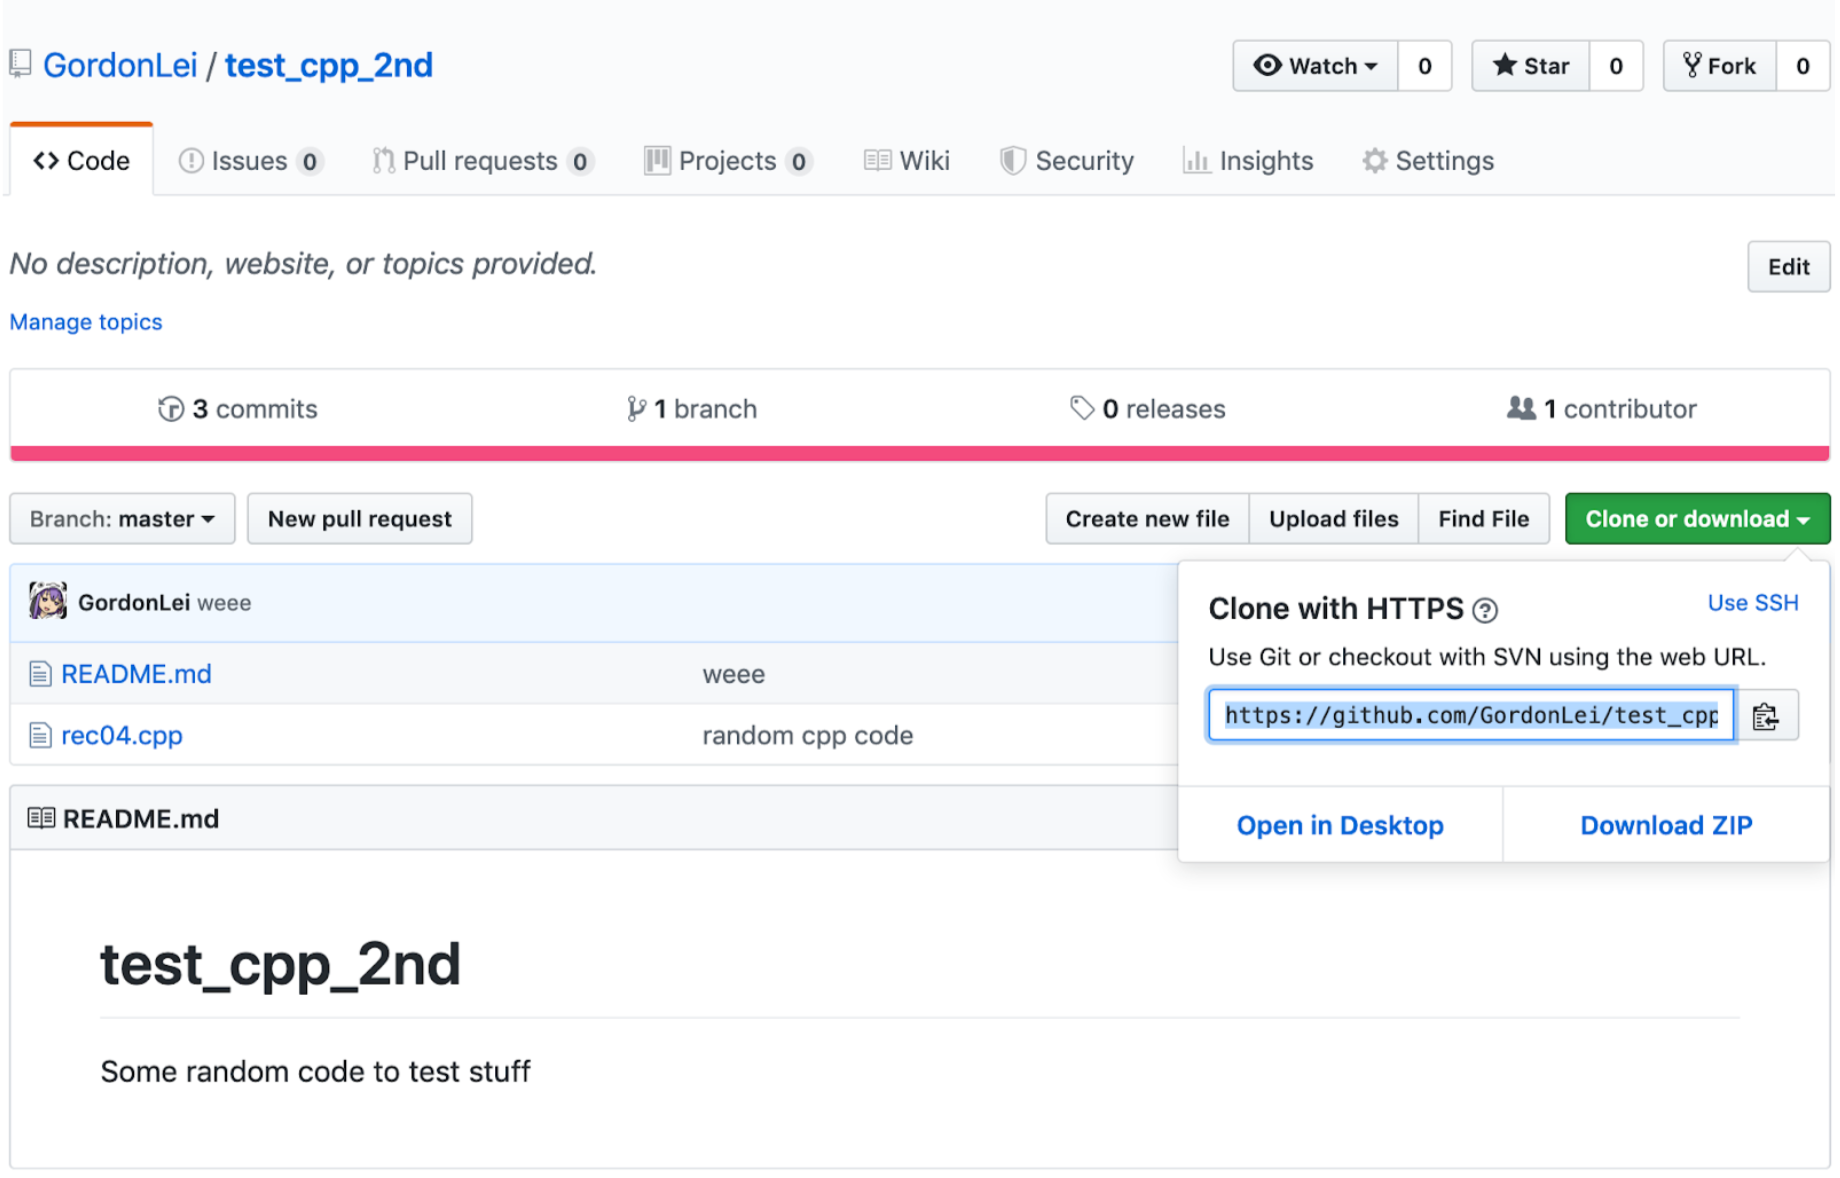 GordonLei / test_cpp_2nd
Watch 0 Star 0 Fork 0
Code Issues 0 Pull requests 0 Projects 0 Wiki Security Insights Settings
No description, website, or topics provided.
Edit
Manage topics
3 commits 1 branch 0 releases 1 contributor
Branch: master New pull request Create new file Upload files Find File Clone or download
GordonLei weee
README.md weee
rec04.cpp random cpp code
Clone with HTTPS ? Use SSH
Use Git or checkout with SVN using the web URL.
https://github.com/GordonLei/test_cpp
Open in Desktop Download ZIP
README.md
test_cpp_2nd
Some random code to test stuff